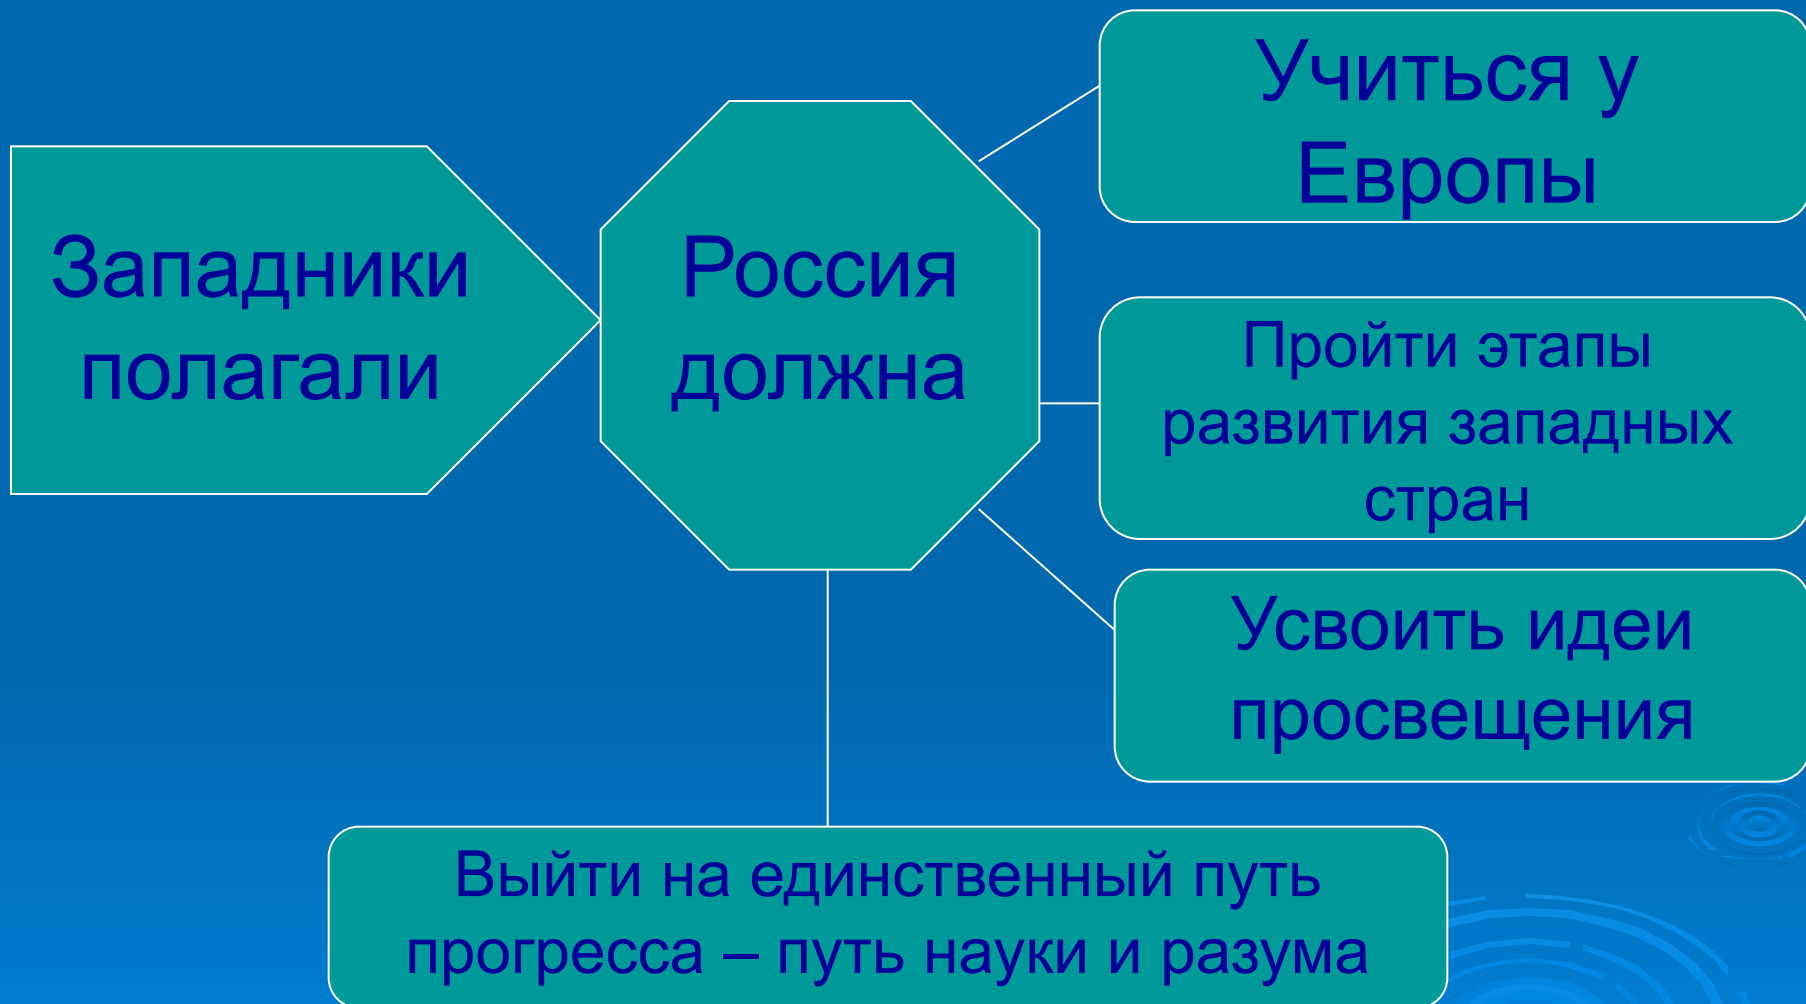 Западники
полагали
Россия
должна
Учиться у
Европы
Пройти этапы
развития западных
стран
Усвоить идеи
просвещения
Выйти на единственный путь
прогресса – путь науки и разума